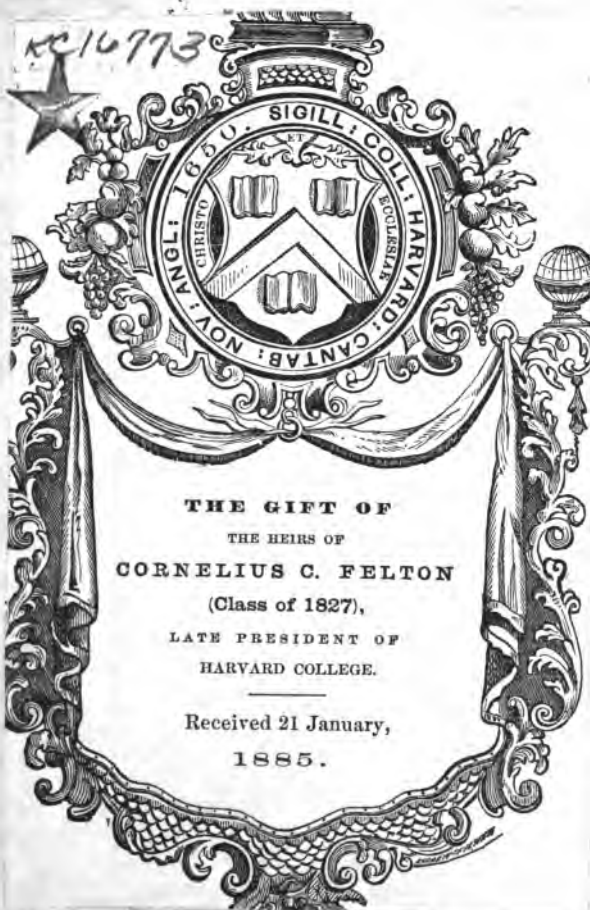 KC16773
SIGILL: COLL: HARVARD: CANTAB: NOV: ANGL: 1650.
CHRISTO
ET
ECCLESIAE
THE GIFT OF
THE HEIRS OF
CORNELIUS C. FELTON
(Class of 1827),
LATE PRESIDENT OF
HARVARD COLLEGE.
Received 21 January,
1885.